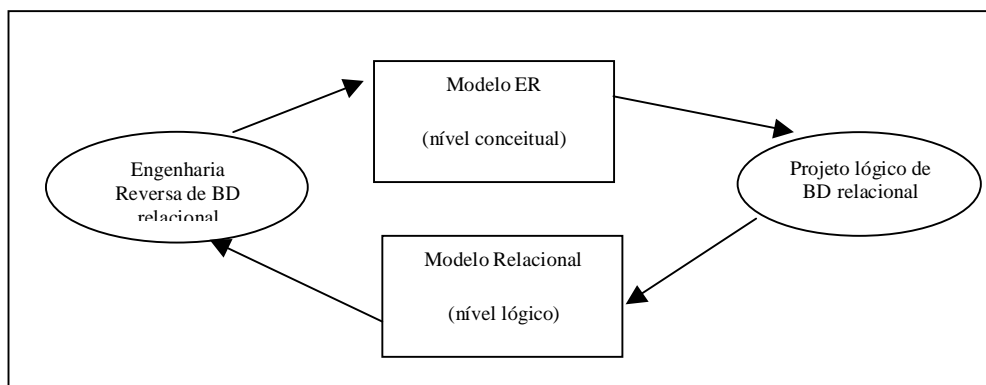 Modelo ER
(nível conceitual)
Engenharia
Reversa de BD
relacional
Projeto lógico de
BD relacional
Modelo Relacional
(nível lógico)